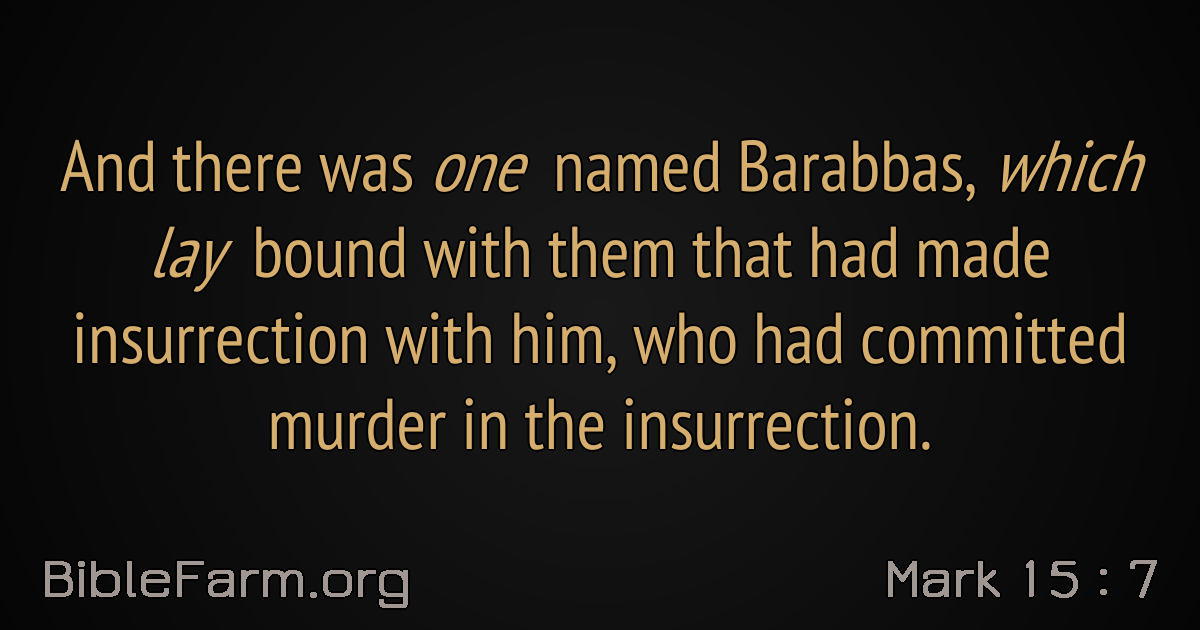 And there was one named Barabbas, which
lay bound with them that had made
insurrection with him, who had committed
murder in the insurrection.
BibleFarm.org
Mark 15 : 7